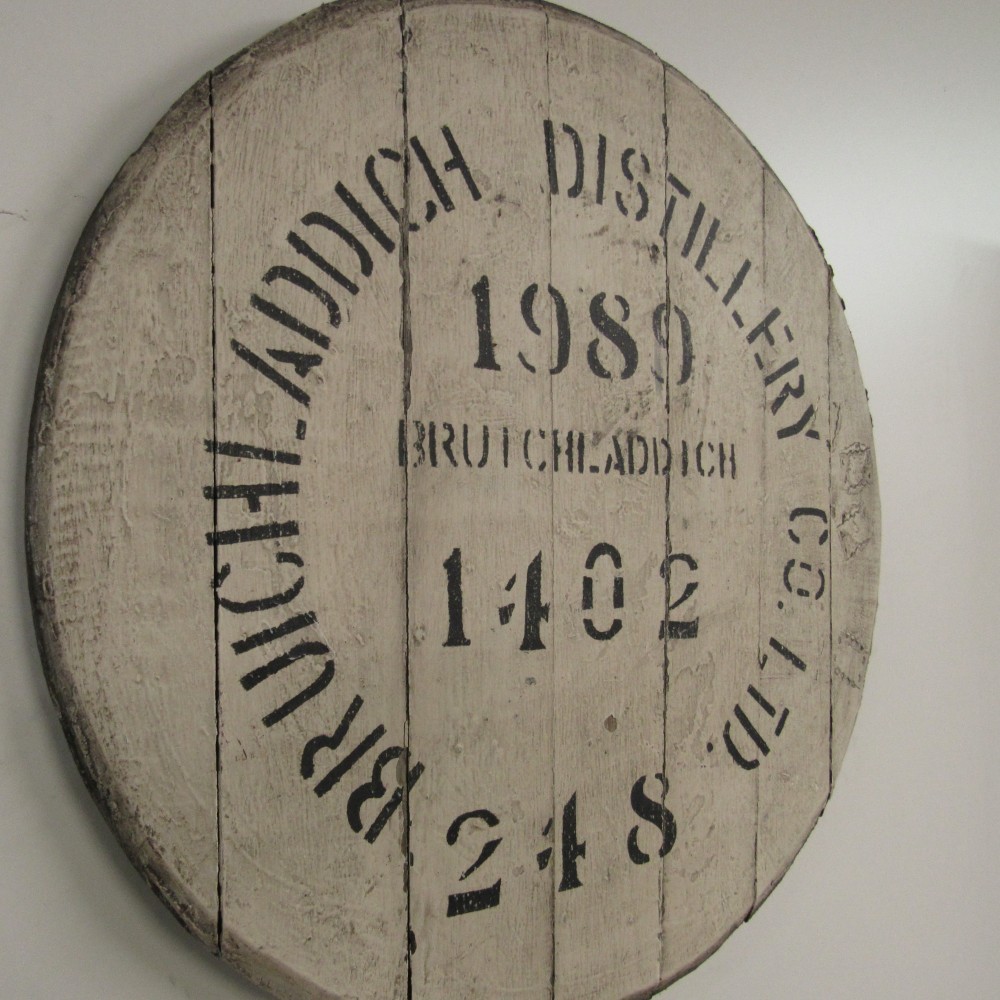 BRUICHLADDICH DISTILLERY CO. LTD.
1989
BRUTCHLADDICH
1402
248